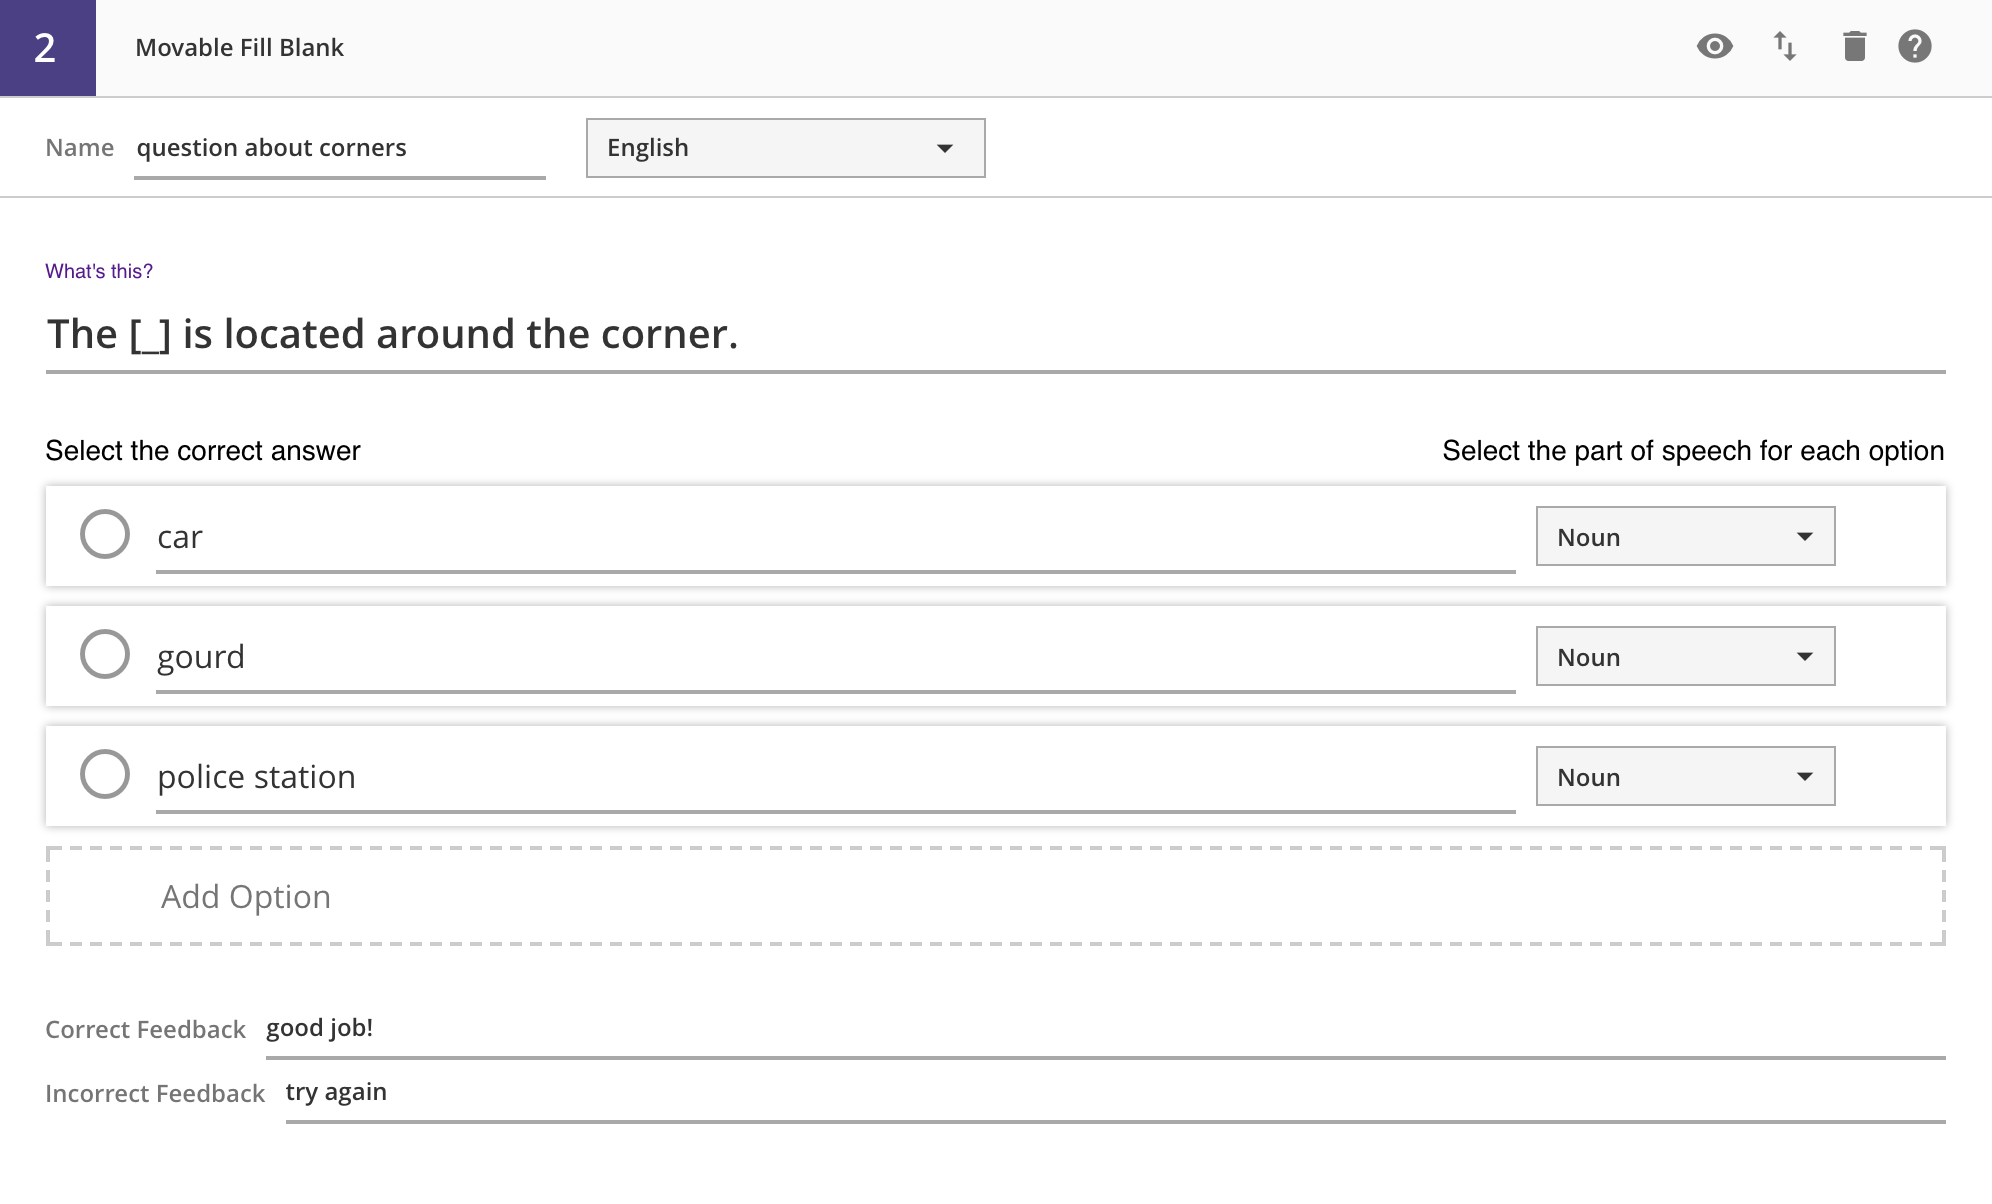 2 Movable Fill Blank
Name question about corners English
What's this?
The [_] is located around the corner.
Select the correct answer Select the part of speech for each option
car Noun
gourd Noun
police station Noun
Add Option
Correct Feedback good job!
Incorrect Feedback try again